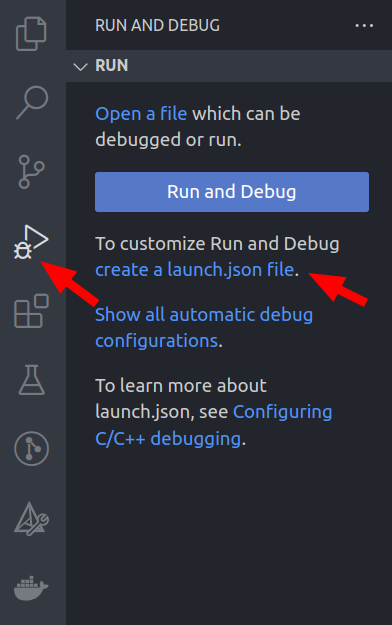 RUN AND DEBUG
RUN
Open a file which can be
debugged or run.
Run and Debug
To customize Run and Debug
create a launch.json file.
Show all automatic debug
configurations.
To learn more about
launch.json, see Configuring
C/C++ debugging.